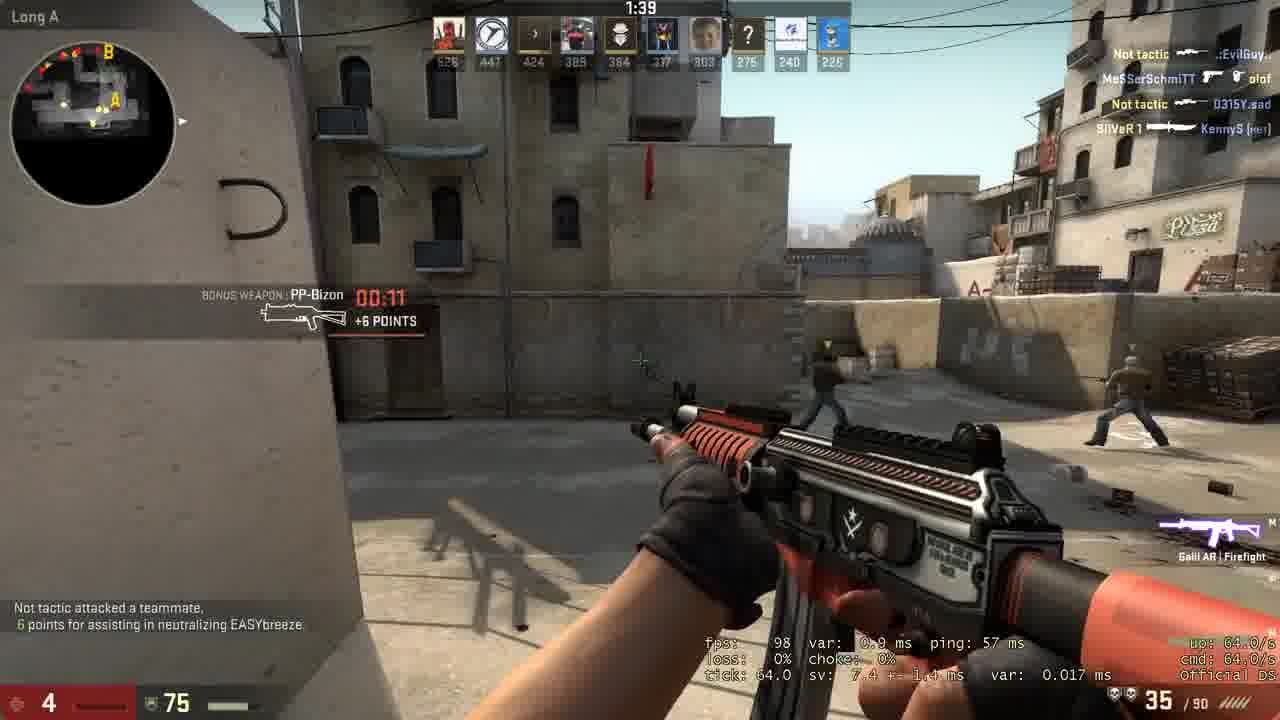 Long A
1:39
B
A
526 447 424 389 384 317 303 275 240 226
?
Not tactic .:EvilGuy:.
MeSSerSchmiTT olof
Not tactic D315Y.sad
SilVeR 1 KennyS
Pizza
A
BONUS WEAPON: PP-Bizon 00:11
+6 POINTS
Galil AR | Firefight
Not tactic attacked a teammate.
6 points for assisting in neutralizing EASYbreeze.
fps: 98 var: 0.9 ms ping: 57 ms up: 64.0/s
loss: 0% choke: 0% cmd: 64.0/s
tick: 64.0 sv: 7.4 +- 1.4 ms var: 0.017 ms Official DS
4 75 35 / 90